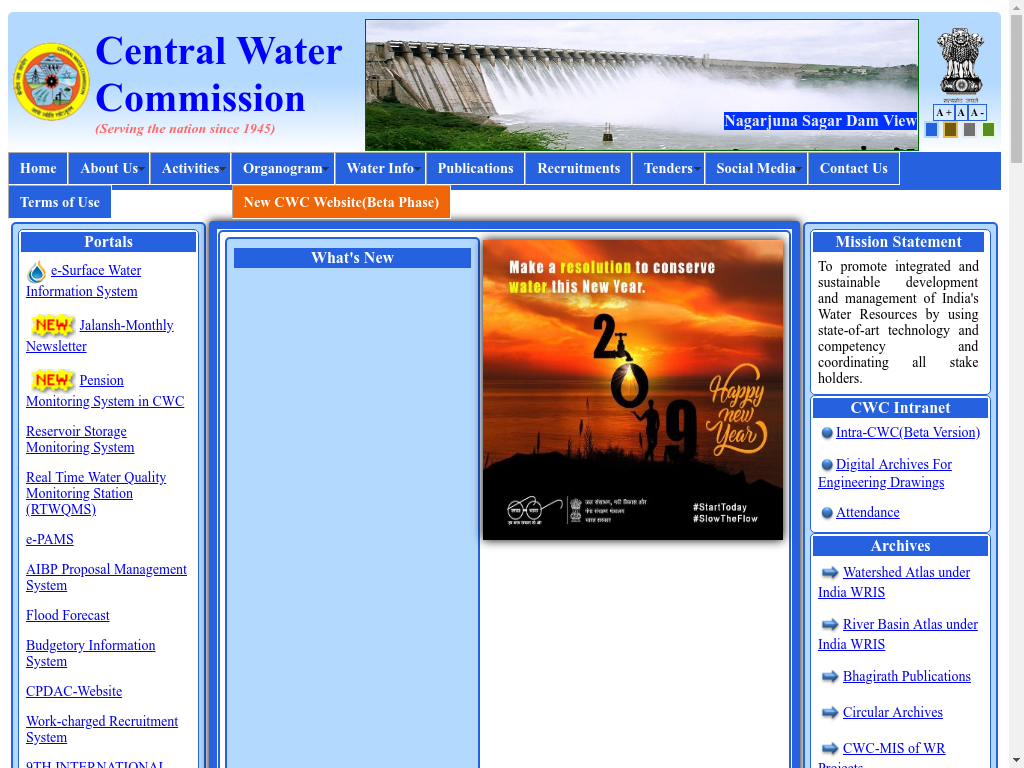 Central Water
Commission
(Serving the nation since 1945)
Nagarjuna Sagar Dam View
सत्यमेव जयते
A + A A -
Home About Us Activities Organogram Water Info Publications Recruitments Tenders Social Media Contact Us
Terms of Use New CWC Website(Beta Phase)
Portals
e-Surface Water
Information System
NEW Jalansh-Monthly
Newsletter
NEW Pension
Monitoring System in CWC
Reservoir Storage
Monitoring System
Real Time Water Quality
Monitoring Station
(RTWQMS)
e-PAMS
AIBP Proposal Management
System
Flood Forecast
Budgetory Information
System
CPDAC-Website
Work-charged Recruitment
System
9TH INTERNATIONAL
What's New
Make a resolution to conserve
water this New Year.
2019
Happy
new
Year
#StartToday
#SlowTheFlow
Mission Statement
To promote integrated and
sustainable development
and management of India's
Water Resources by using
state-of-art technology and
competency and
coordinating all stake
holders.
CWC Intranet
Intra-CWC(Beta Version)
Digital Archives For
Engineering Drawings
Attendance
Archives
Watershed Atlas under
India WRIS
River Basin Atlas under
India WRIS
Bhagirath Publications
Circular Archives
CWC-MIS of WR
Projects